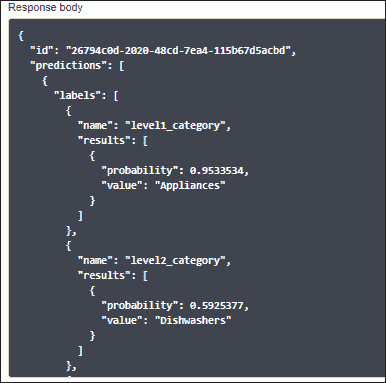 Response body
{
  "id": "26794c0d-2020-48cd-7ea4-115b67d5acbd",
  "predictions": [
    {
      "labels": [
        {
          "name": "level1_category",
          "results": [
            {
              "probability": 0.9533534,
              "value": "Appliances"
            }
          ]
        },
        {
          "name": "level2_category",
          "results": [
            {
              "probability": 0.5925377,
              "value": "Dishwashers"
            }
          ]
        },